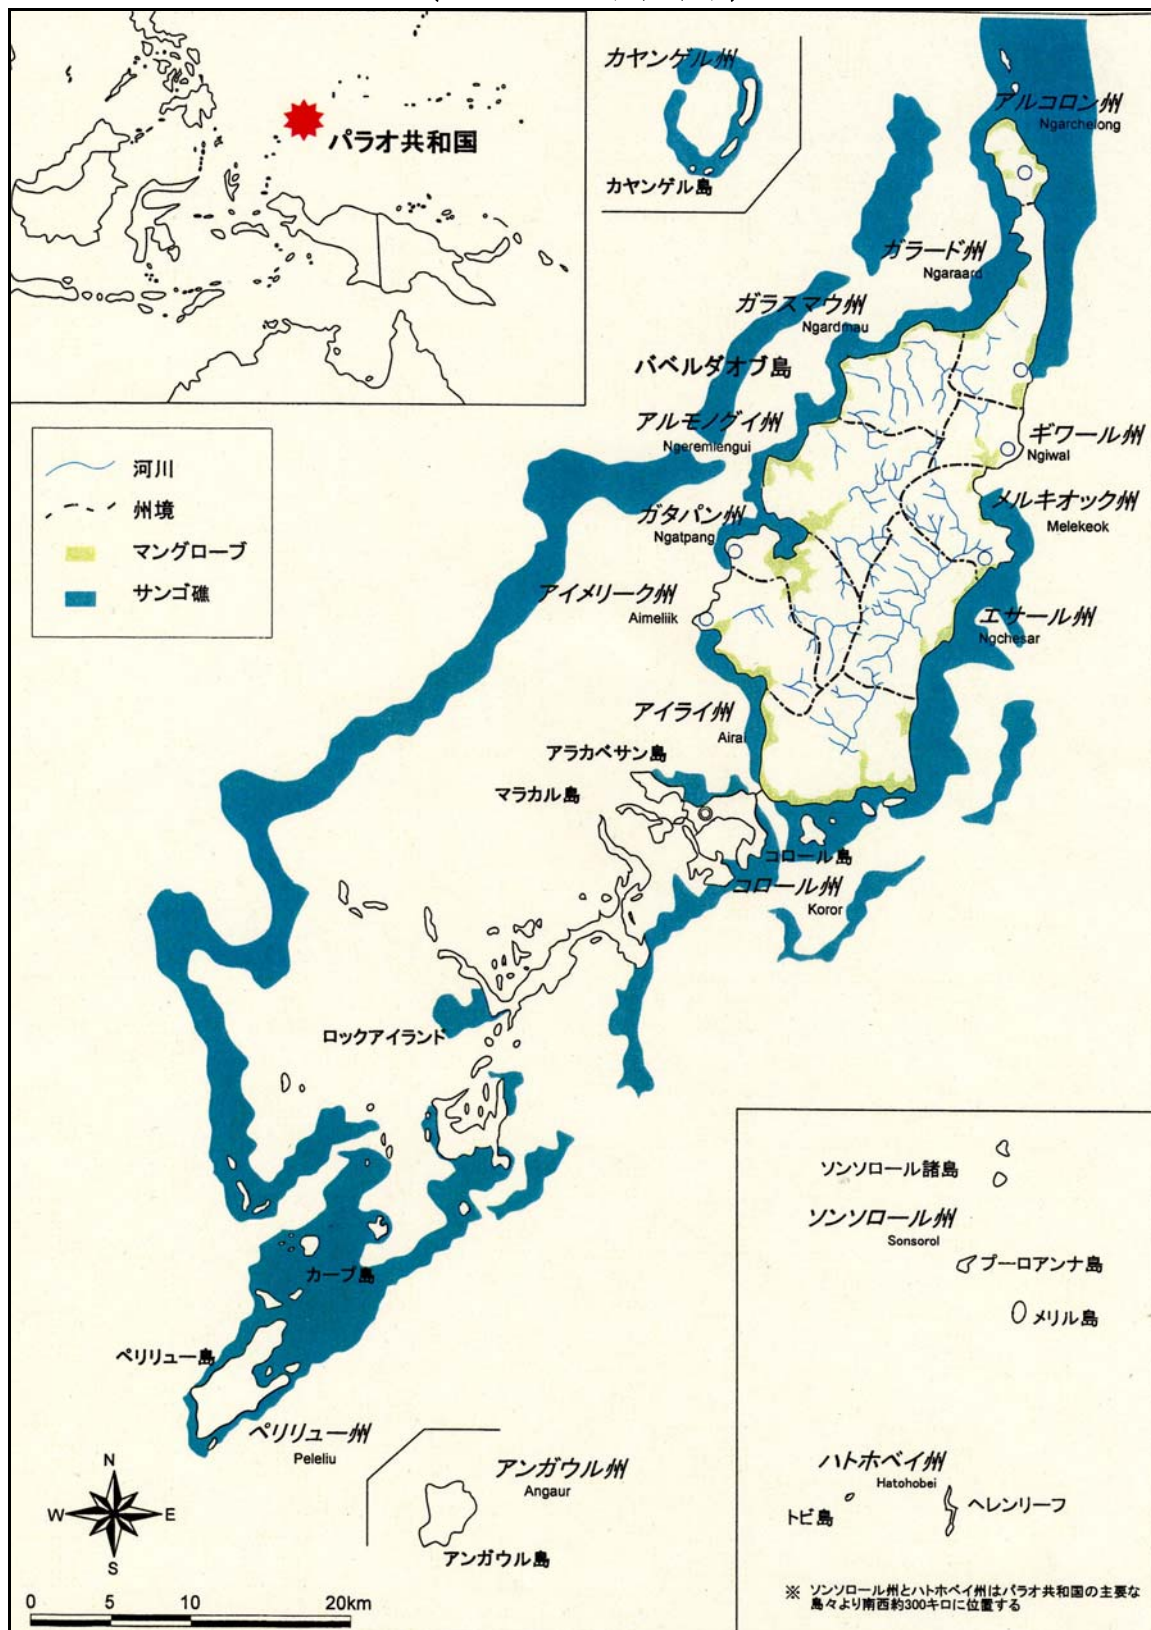 パラオ共和国
カヤンゲル州
カヤンゲル島
アルコロン州
Ngarchelong
ガラード州
Ngaraard
ガラスマウ州
Ngardmau
バベルダオブ島
アルモノグイ州
Ngeremlengui
ギワール州
Ngiwal
メルキオック州
Melekeok
ガタパン州
Ngatpang
アイメリーク州
Aimeliik
エサール州
Ngchesar
アイライ州
Airai
アラカベサン島
マラカル島
コロール島
コロール州
Koror
河川
州境
マングローブ
サンゴ礁
ロックアイランド
カープ島
ペリリュー島
ペリリュー州
Peleliu
アンガウル州
Angaur
アンガウル島
ソンソロール諸島
ソンソロール州
Sonsorol
プーロアンナ島
メリル島
ハトホベイ州
Hatohobei
トビ島
ヘレンリーフ
※ ソンソロール州とハトホベイ州はパラオ共和国の主要な
島々より南西約300キロに位置する
N
W E
S
0 5 10 20km